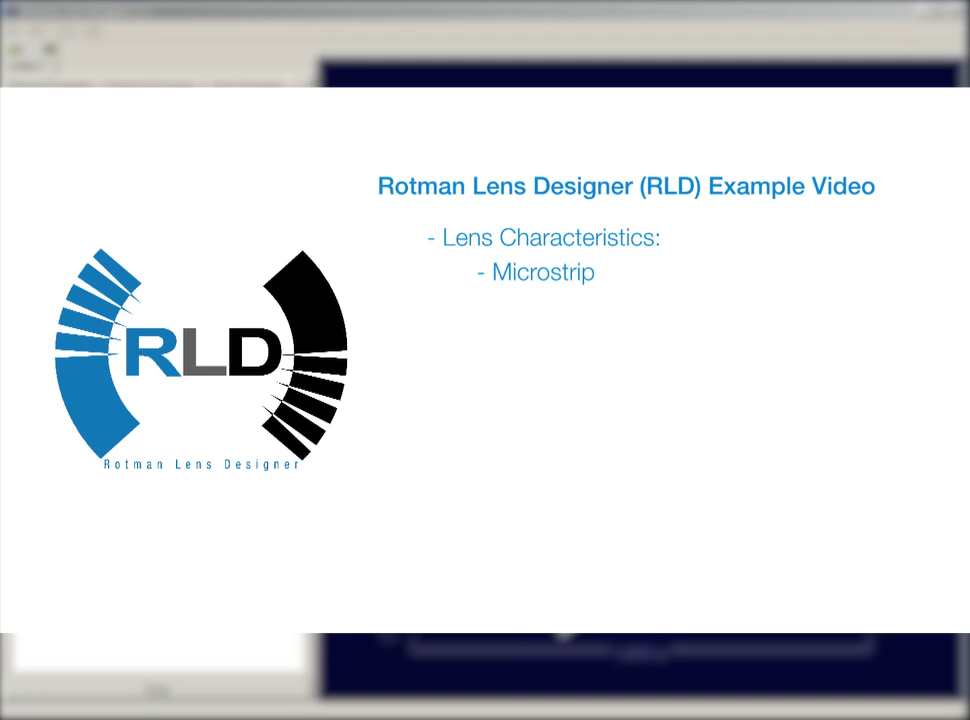 Rotman Lens Designer (RLD) Example Video
- Lens Characteristics:
- Microstrip
RLD
Rotman Lens Designer